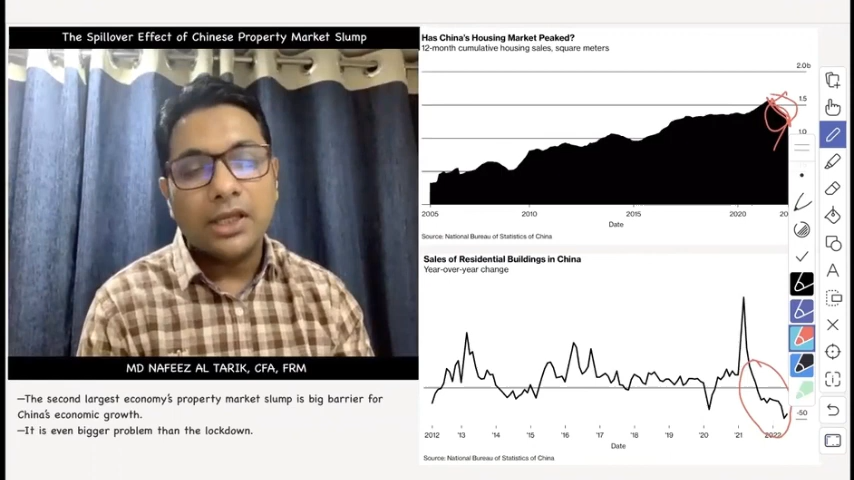 The Spillover Effect of Chinese Property Market Slump
MD NAFEEZ AL TARIK, CFA, FRM
—The second largest economy's property market slump is big barrier for
China's economic growth.
—It is even bigger problem than the lockdown.
Has China's Housing Market Peaked?
12-month cumulative housing sales, square meters
2.0b
1.5
1.0
2005 2010 2015 2020
Date
Source: National Bureau of Statistics of China
Sales of Residential Buildings in China
Year-over-year change
-50
2012 '13 '14 '15 '16 '17 '18 '19 '20 '21 '2022
Date
Source: National Bureau of Statistics of China
A